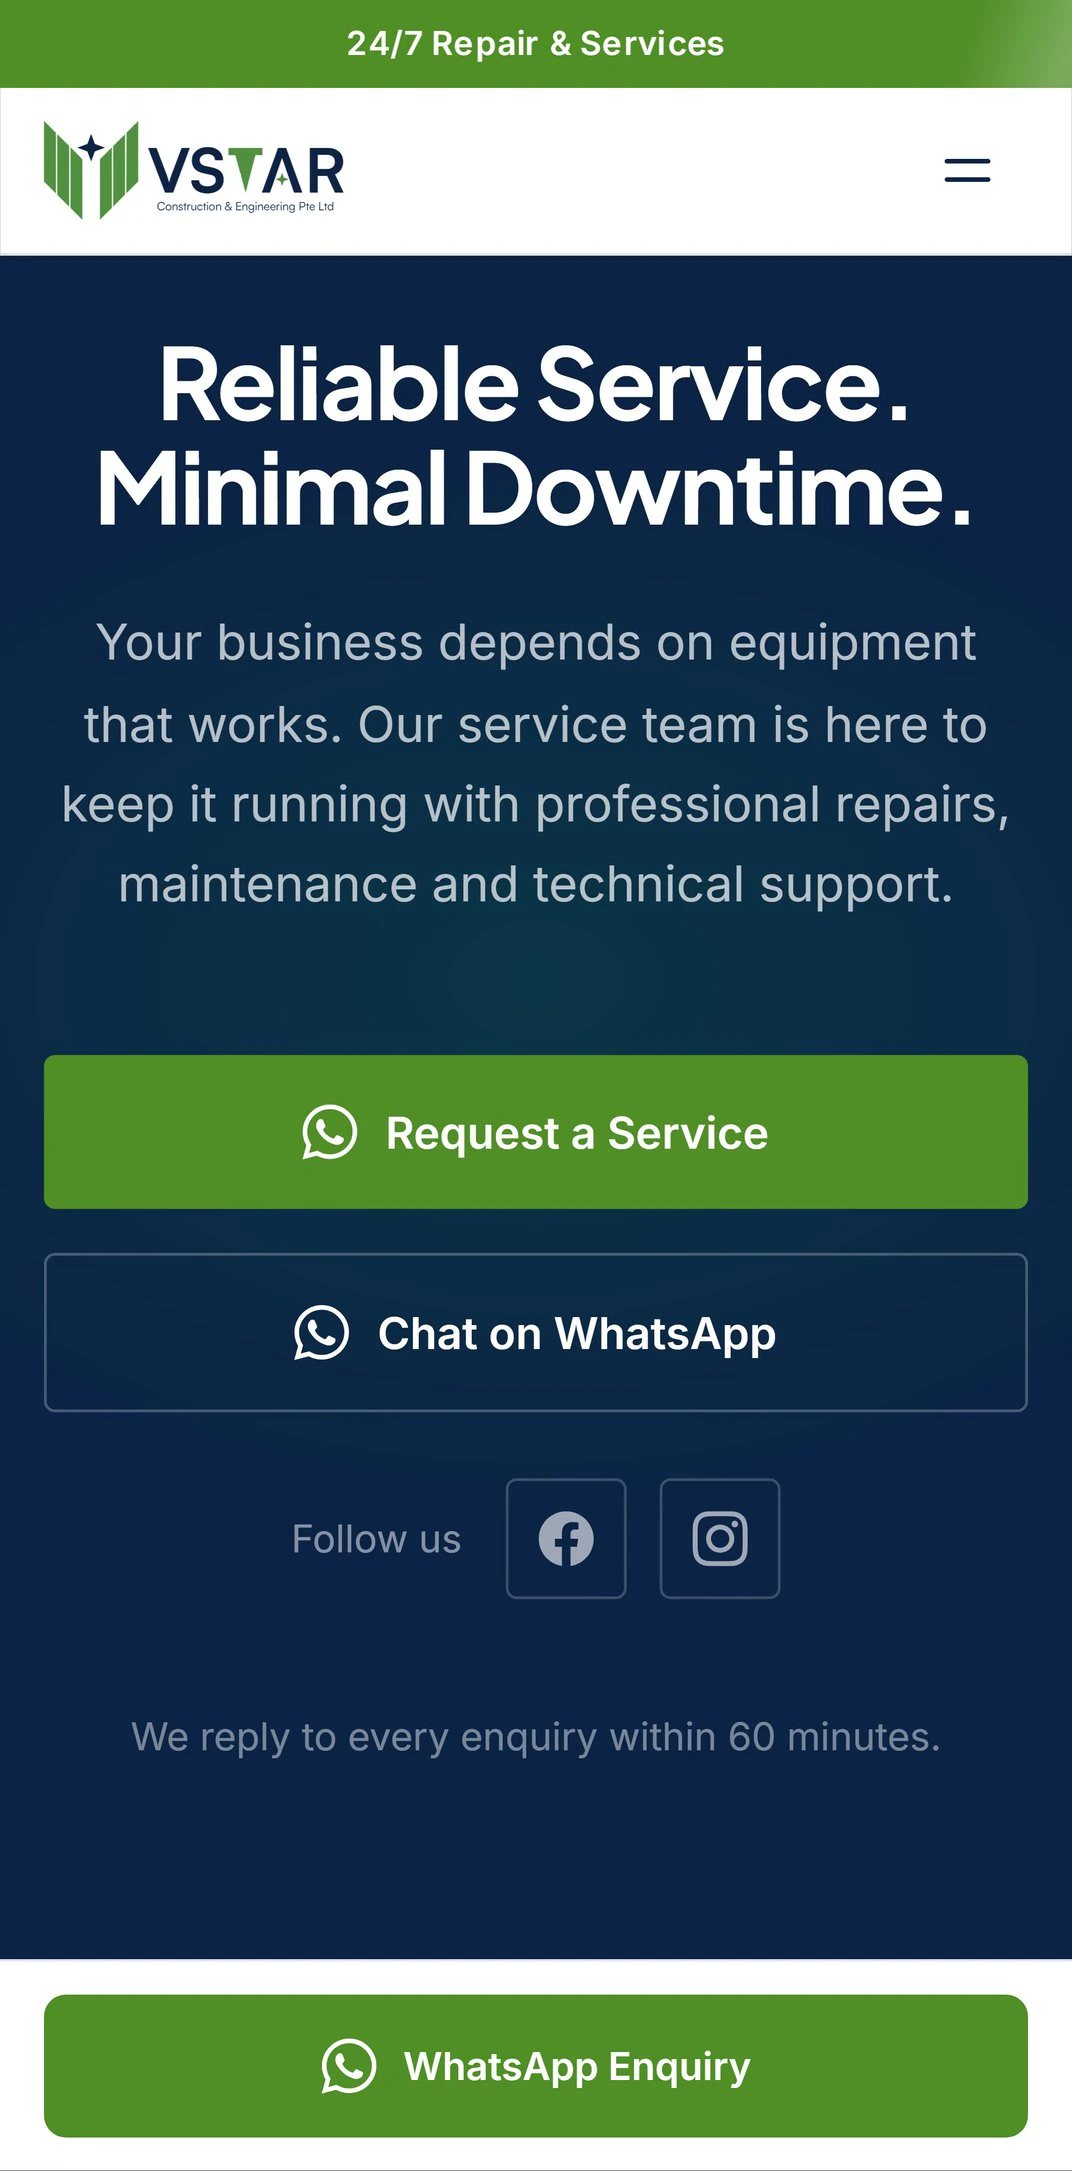 24/7 Repair & Services
VSTAR
Construction & Engineering Pte Ltd
Reliable Service.
Minimal Downtime.
Your business depends on equipment
that works. Our service team is here to
keep it running with professional repairs,
maintenance and technical support.
Request a Service
Chat on WhatsApp
Follow us
We reply to every enquiry within 60 minutes.
WhatsApp Enquiry